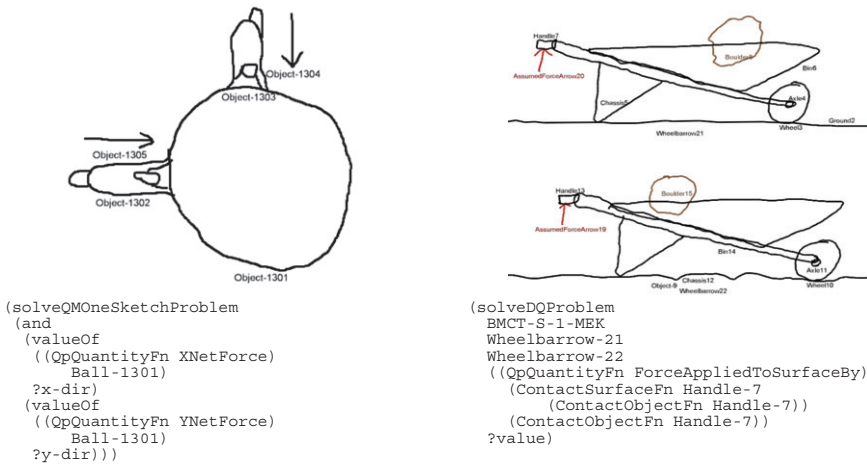 Object-1304
Object-1303
Object-1305
Object-1302
Object-1301
(solveQMOneSketchProblem
(and
(valueOf
((QpQuantityFn XNetForce)
Ball-1301)
?x-dir)
(valueOf
((QpQuantityFn YNetForce)
Ball-1301)
?y-dir)))
Handle7
Boulder8
Bin6
AssumedForceArrow20
Axle4
Chassis5
Ground2
Wheelbarrow21
Wheel3
Handle13
Boulder15
AssumedForceArrow19
Bin14
Axle11
Chassis12
Object-9
Wheel10
Wheelbarrow22
(solveDQProblem
BMCT-S-1-MEK
Wheelbarrow-21
Wheelbarrow-22
((QpQuantityFn ForceAppliedToSurfaceBy)
(ContactSurfaceFn Handle-7
(ContactObjectFn Handle-7))
(ContactObjectFn Handle-7))
?value)